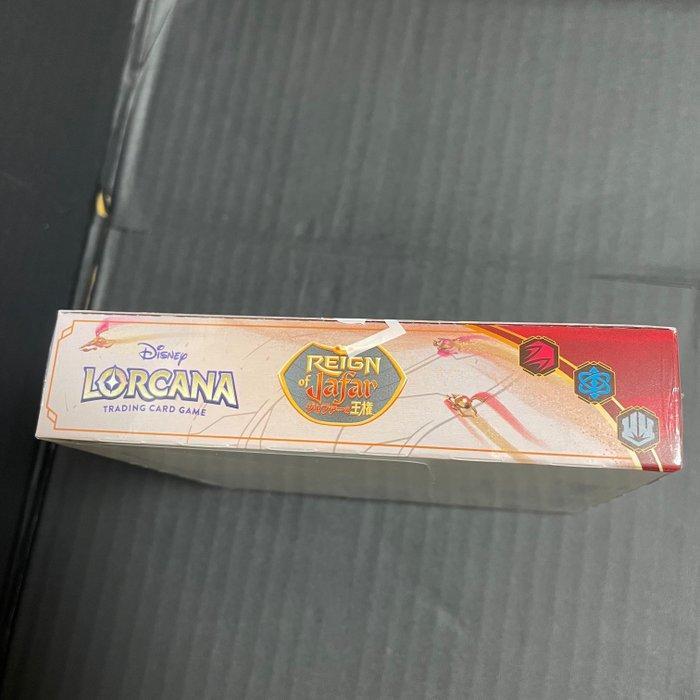 Disney
LORCANA
TRADING CARD GAME
REIGN
of Jafar
ジャファーの王権